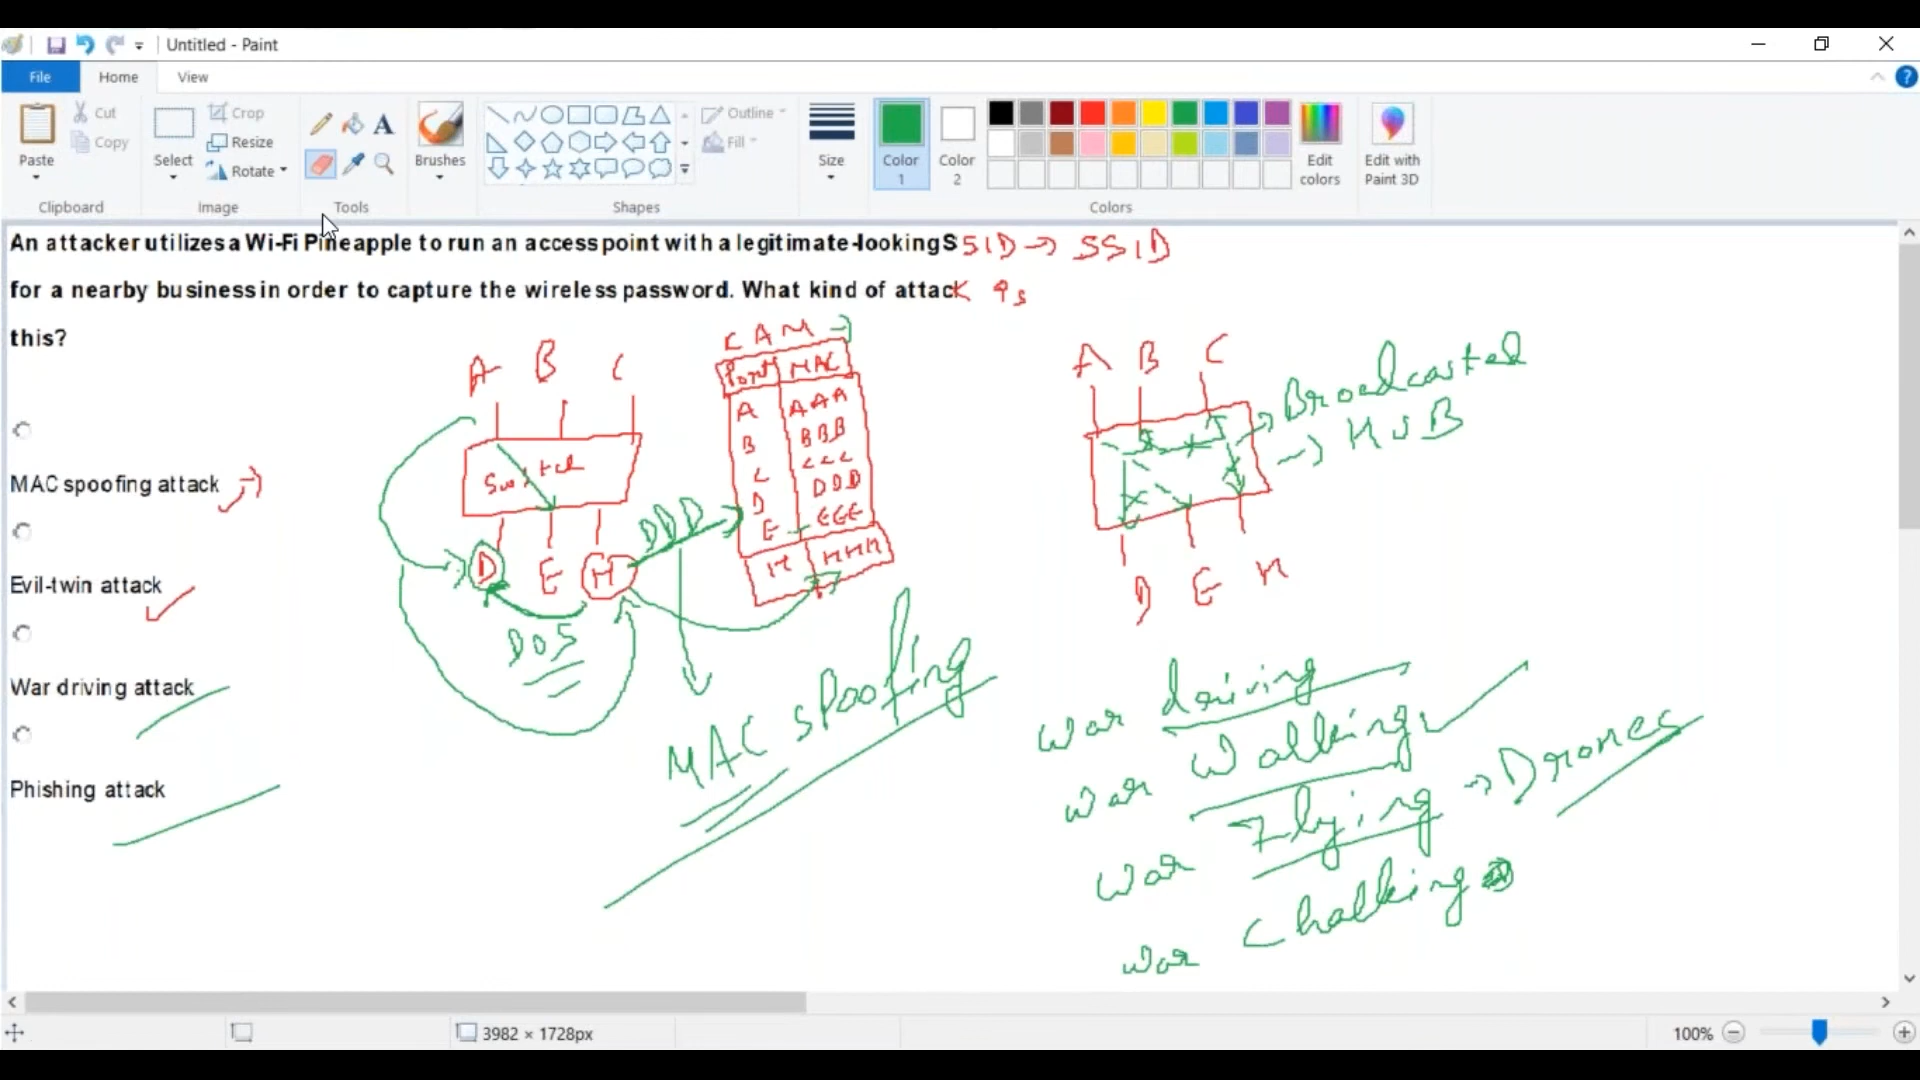 Untitled - Paint
File Home View
Paste Cut Copy Clipboard
Select Crop Resize Rotate Image
Tools
Brushes
Outline Fill Shapes
Size
Color 1 Color 2 Edit colors Edit with Paint 3D
Colors
An attacker utilizes a Wi-Fi Pineapple to run an access point with a legitimate-looking S SID → SSID
for a nearby business in order to capture the wireless password. What kind of attack is
this?
MAC spoofing attack
Evil-twin attack
War driving attack
Phishing attack
A B C
Switch
D E H
DOS
DDD
CAM →
Port MAC
A AAA
B BBB
C CCC
D DDD
E EEE
H HHH
MAC spoofing
A B C
→ Broadcasted
→ HUB
D E H
war driving
war walking
war Flying → Drones
war chalking
3982 × 1728px
100%